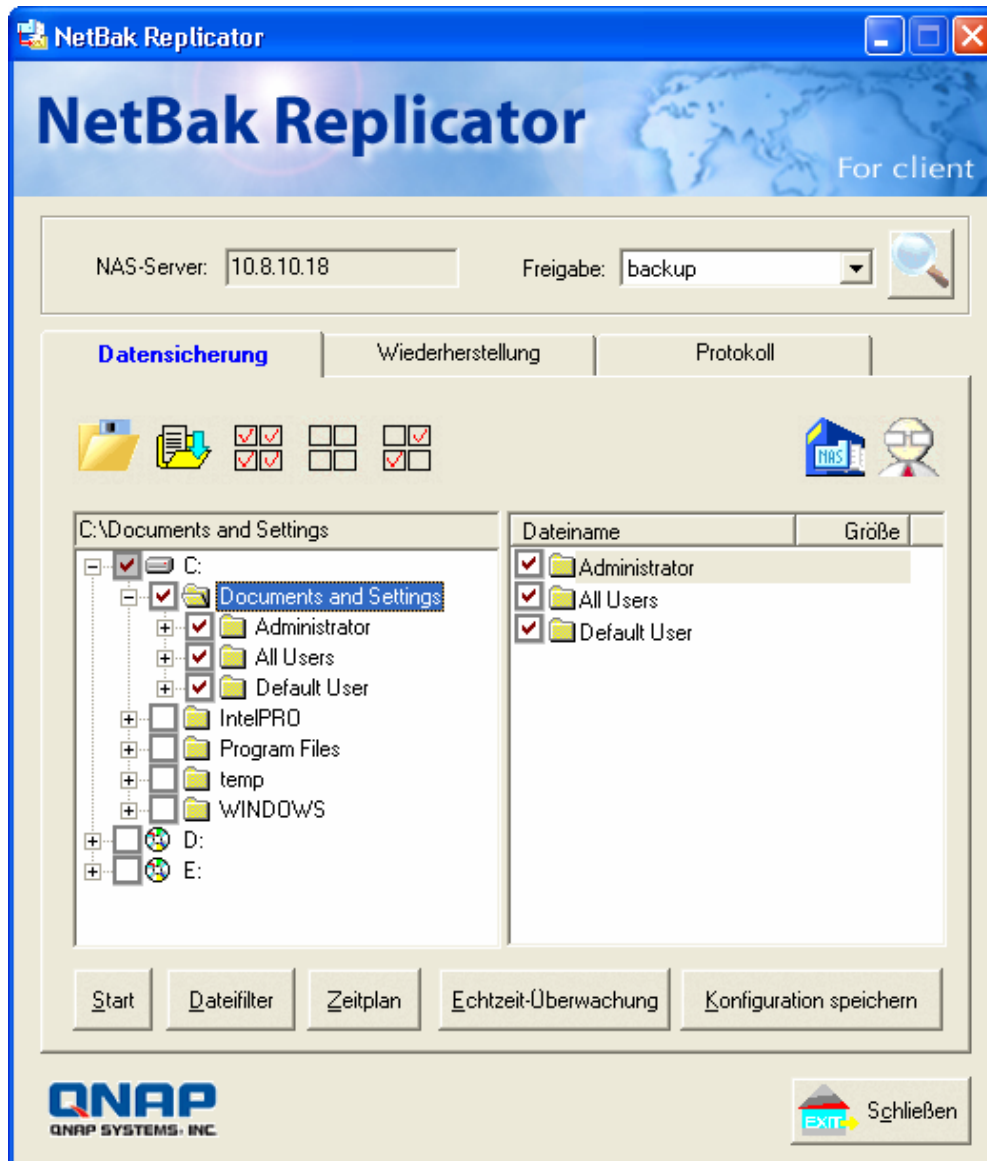 NetBak Replicator
NetBak Replicator
For client
NAS-Server: 10.8.10.18 Freigabe: backup
Datensicherung Wiederherstellung Protokoll
NAS
C:\Documents and Settings
Dateiname Größe
C:
Documents and Settings
Administrator
All Users
Default User
IntelPRO
Program Files
temp
WINDOWS
D:
E:
Administrator
All Users
Default User
Start Dateifilter Zeitplan Echtzeit-Überwachung Konfiguration speichern
QNAP
QNAP SYSTEMS, INC.
EXIT Schließen